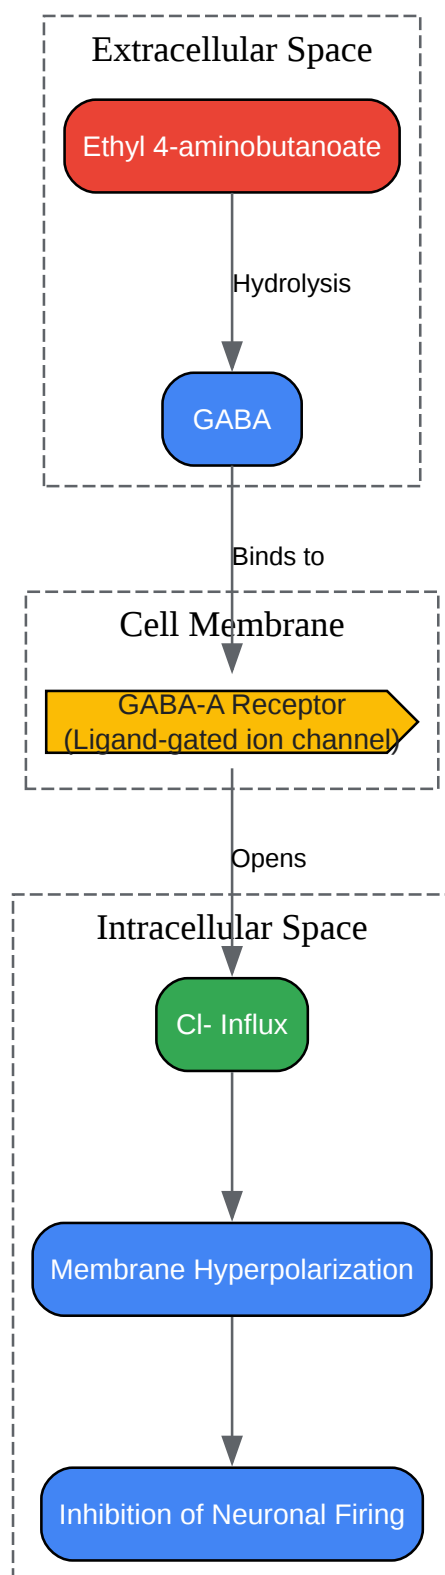 Extracellular Space
Ethyl 4-aminobutanoate
Hydrolysis
GABA
Binds to
Cell Membrane
GABA-A Receptor
(Ligand-gated ion channel)
Opens
Intracellular Space
Cl- Influx
Membrane Hyperpolarization
Inhibition of Neuronal Firing